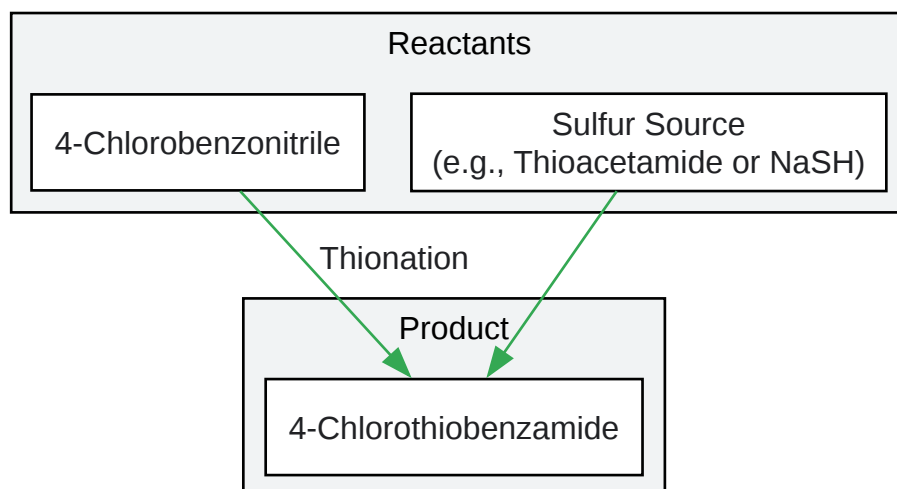 Reactants
4-Chlorobenzonitrile
Sulfur Source
(e.g., Thioacetamide or NaSH)
Thionation
Product
4-Chlorothiobenzamide